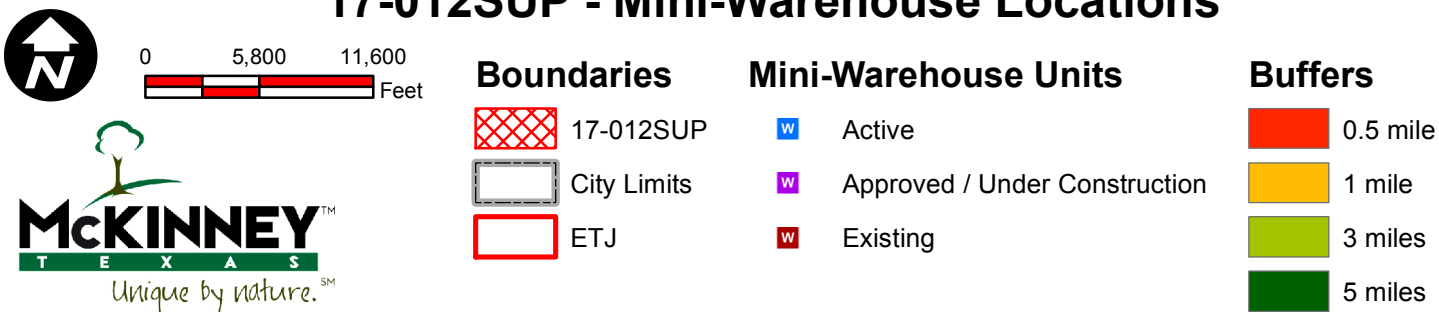 17-012SUP - Mini-Warehouse Locations
N
0 5,800 11,600
Feet
McKINNEY™
TEXAS
Unique by nature.℠
Boundaries
17-012SUP
City Limits
ETJ
Mini-Warehouse Units
W Active
W Approved / Under Construction
W Existing
Buffers
0.5 mile
1 mile
3 miles
5 miles